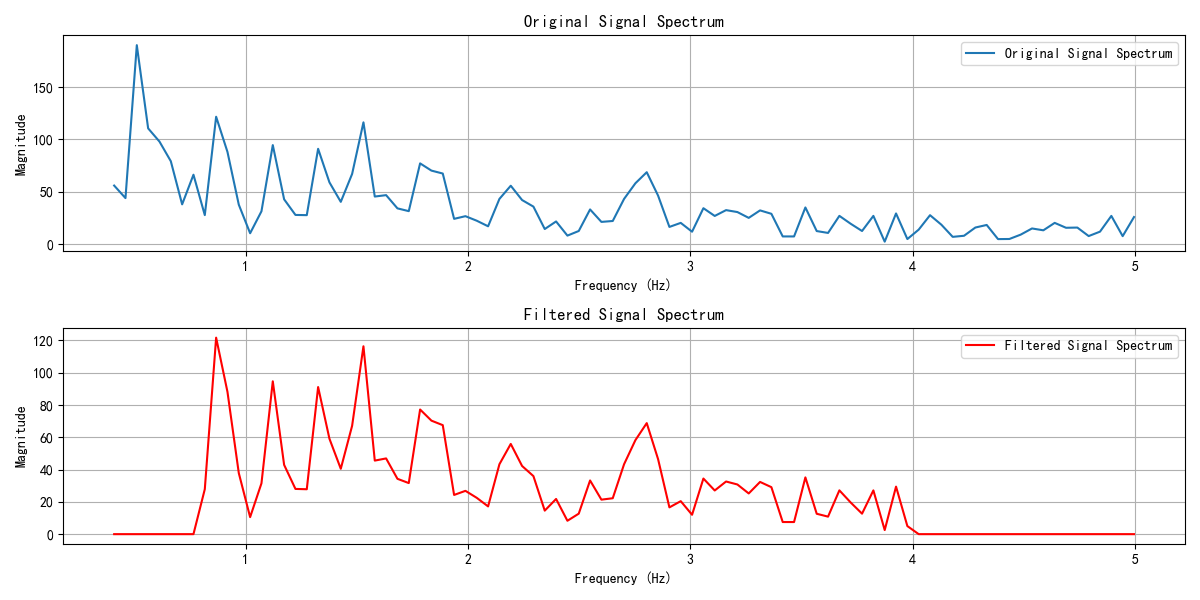 Original Signal Spectrum
Original Signal Spectrum
Magnitude
150
100
50
0
1 2 3 4 5
Frequency (Hz)
Filtered Signal Spectrum
Filtered Signal Spectrum
Magnitude
120
100
80
60
40
20
0
1 2 3 4 5
Frequency (Hz)